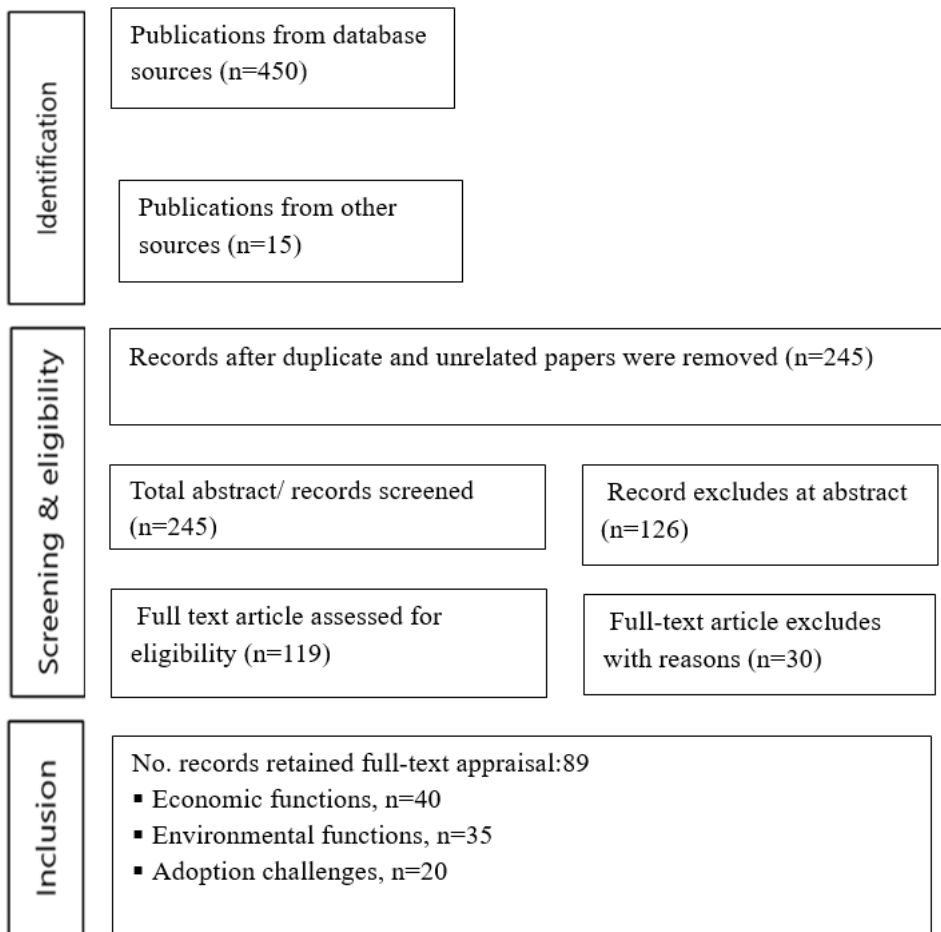 Identification
Publications from database
sources (n=450)
Publications from other
sources (n=15)
Screening & eligibility
Records after duplicate and unrelated papers were removed (n=245)
Total abstract/ records screened
(n=245)
Record excludes at abstract
(n=126)
Full text article assessed for
eligibility (n=119)
Full-text article excludes
with reasons (n=30)
Inclusion
No. records retained full-text appraisal:89
▪ Economic functions, n=40
▪ Environmental functions, n=35
▪ Adoption challenges, n=20